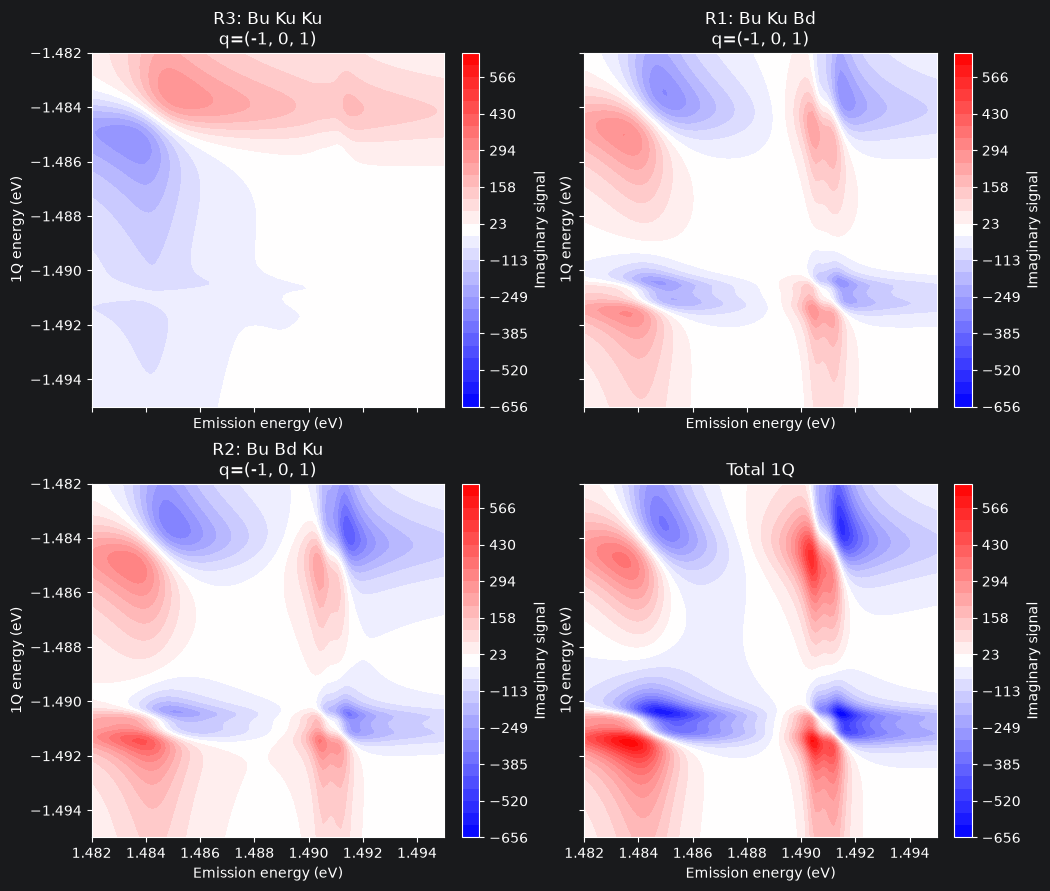 R3: Bu Ku Ku
q=(-1, 0, 1)
−1.482
−1.484
−1.486
−1.488
−1.490
−1.492
−1.494
1Q energy (eV)
Emission energy (eV)
566
430
294
158
23
−113
−249
−385
−520
−656
Imaginary signal
R1: Bu Ku Bd
q=(-1, 0, 1)
1Q energy (eV)
Emission energy (eV)
566
430
294
158
23
−113
−249
−385
−520
−656
Imaginary signal
R2: Bu Bd Ku
q=(-1, 0, 1)
−1.482
−1.484
−1.486
−1.488
−1.490
−1.492
−1.494
1Q energy (eV)
1.482 1.484 1.486 1.488 1.490 1.492 1.494
Emission energy (eV)
566
430
294
158
23
−113
−249
−385
−520
−656
Imaginary signal
Total 1Q
1Q energy (eV)
1.482 1.484 1.486 1.488 1.490 1.492 1.494
Emission energy (eV)
566
430
294
158
23
−113
−249
−385
−520
−656
Imaginary signal